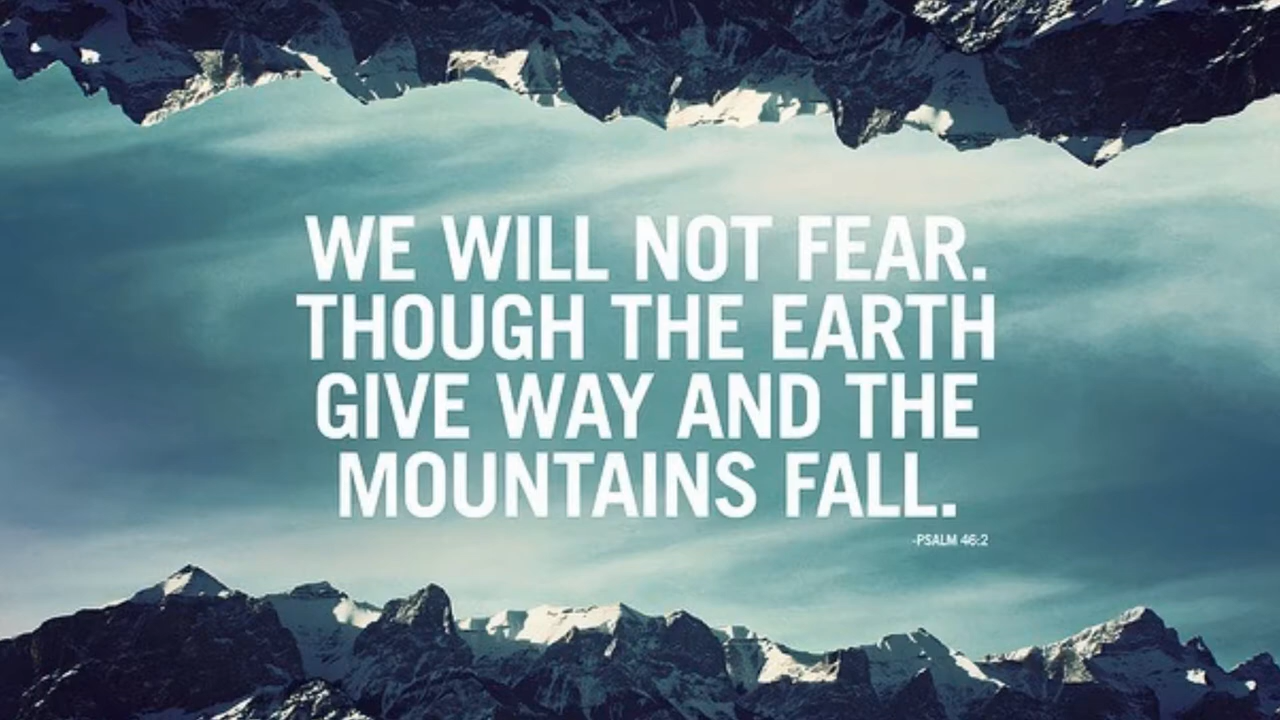 WE WILL NOT FEAR.
THOUGH THE EARTH
GIVE WAY AND THE
MOUNTAINS FALL.
-PSALM 46:2